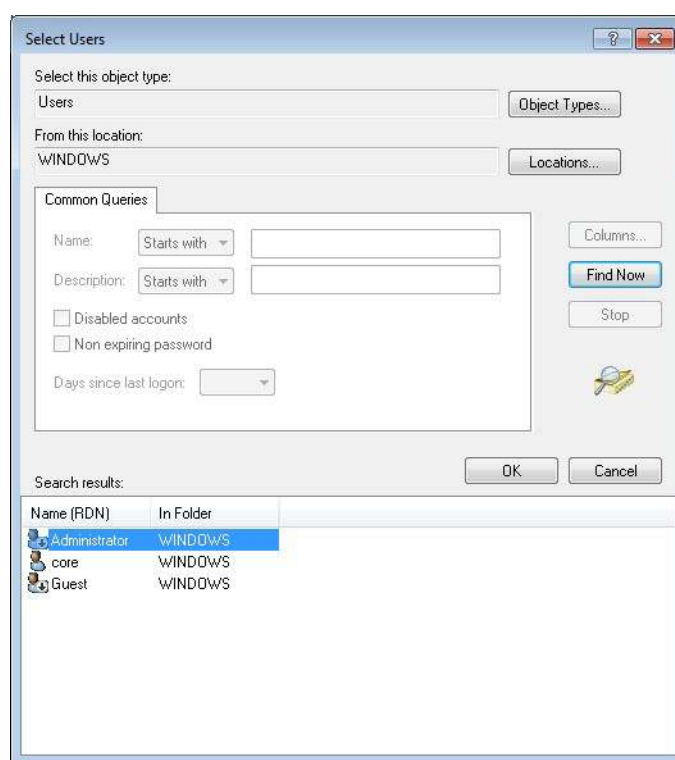 Select Users
Select this object type:
Users
Object Types...
From this location:
WINDOWS
Locations...
Common Queries
Name:
Starts with
Columns...
Description:
Starts with
Find Now
Disabled accounts
Stop
Non expiring password
Days since last logon:
OK
Cancel
Search results:
Name (RDN) In Folder
Administrator WINDOWS
core WINDOWS
Guest WINDOWS